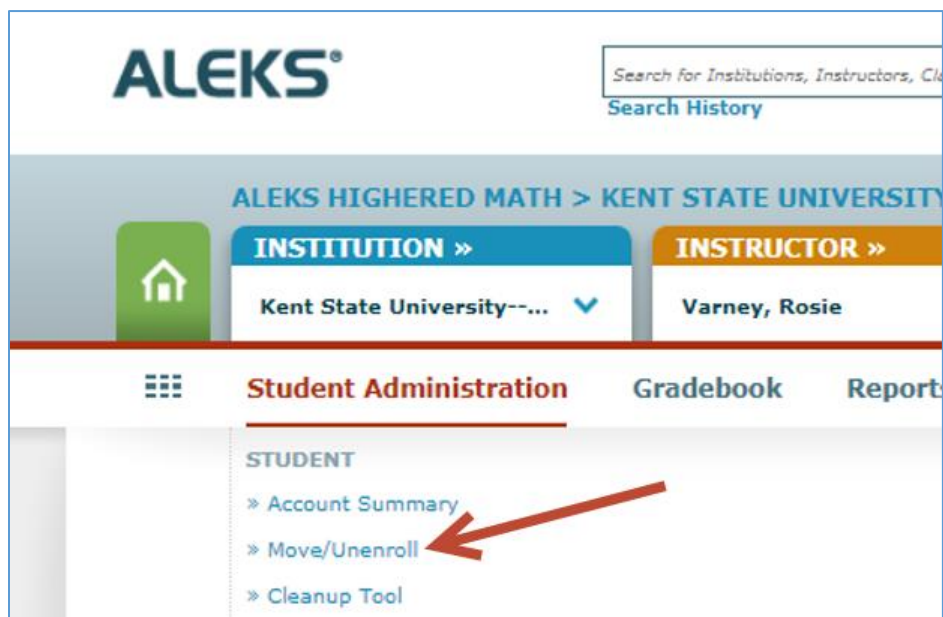 ALEKS®
Search for Institutions, Instructors, Cl
Search History
ALEKS HIGHERED MATH > KENT STATE UNIVERSITY
INSTITUTION »
INSTRUCTOR »
Kent State University--...
Varney, Rosie
Student Administration
Gradebook
Reports
STUDENT
» Account Summary
» Move/Unenroll
» Cleanup Tool